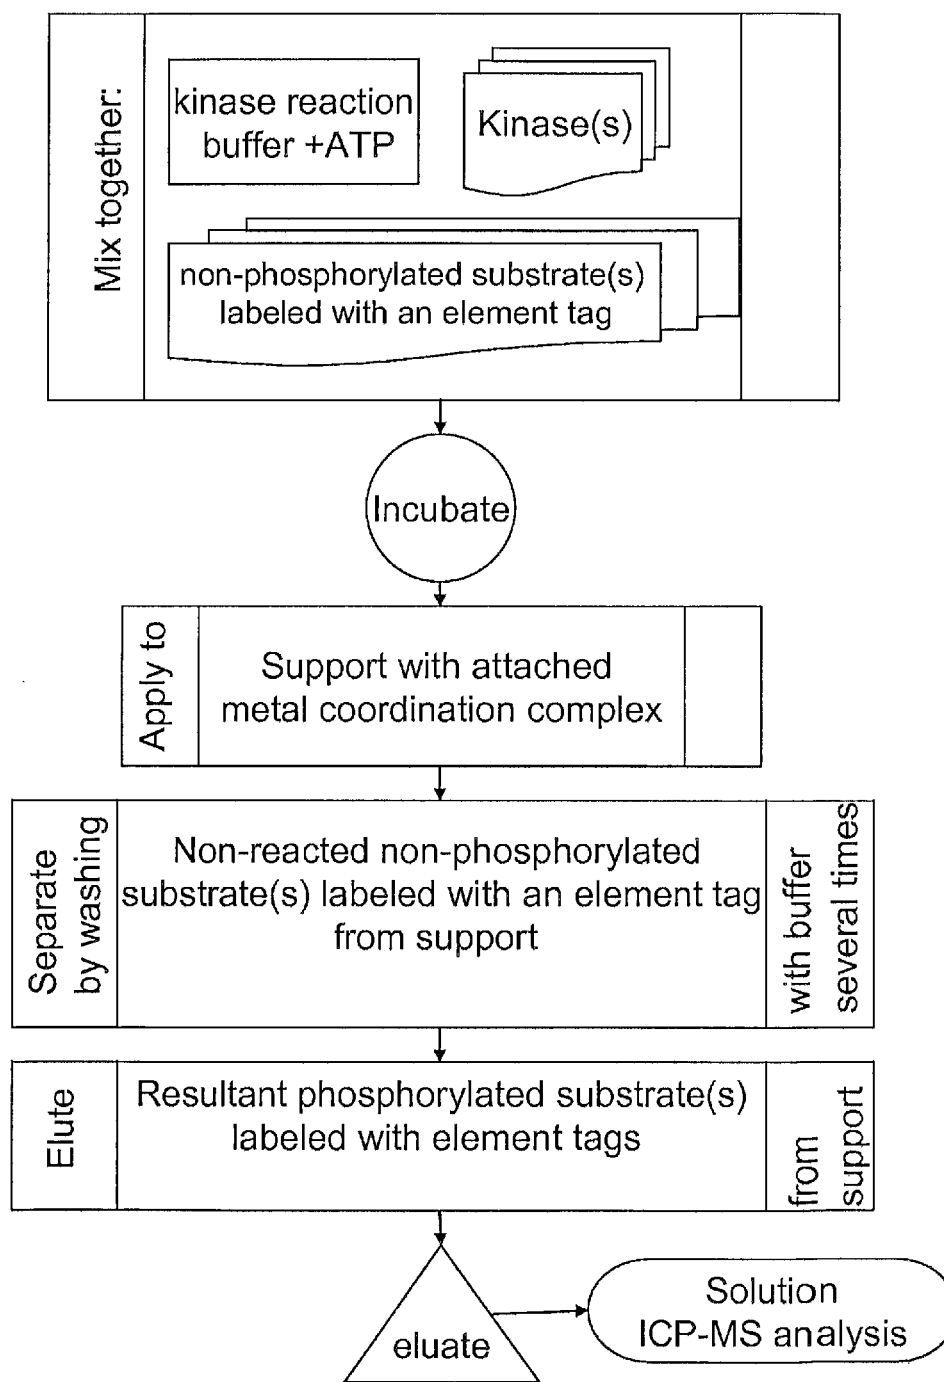 Mix together:
kinase reaction
buffer +ATP
Kinase(s)
non-phosphorylated substrate(s)
labeled with an element tag
Incubate
Apply to
Support with attached
metal coordination complex
Separate
by washing
Non-reacted non-phosphorylated
substrate(s) labeled with an element tag
from support
with buffer
several times
Elute
Resultant phosphorylated substrate(s)
labeled with element tags
from
support
eluate
Solution
ICP-MS analysis